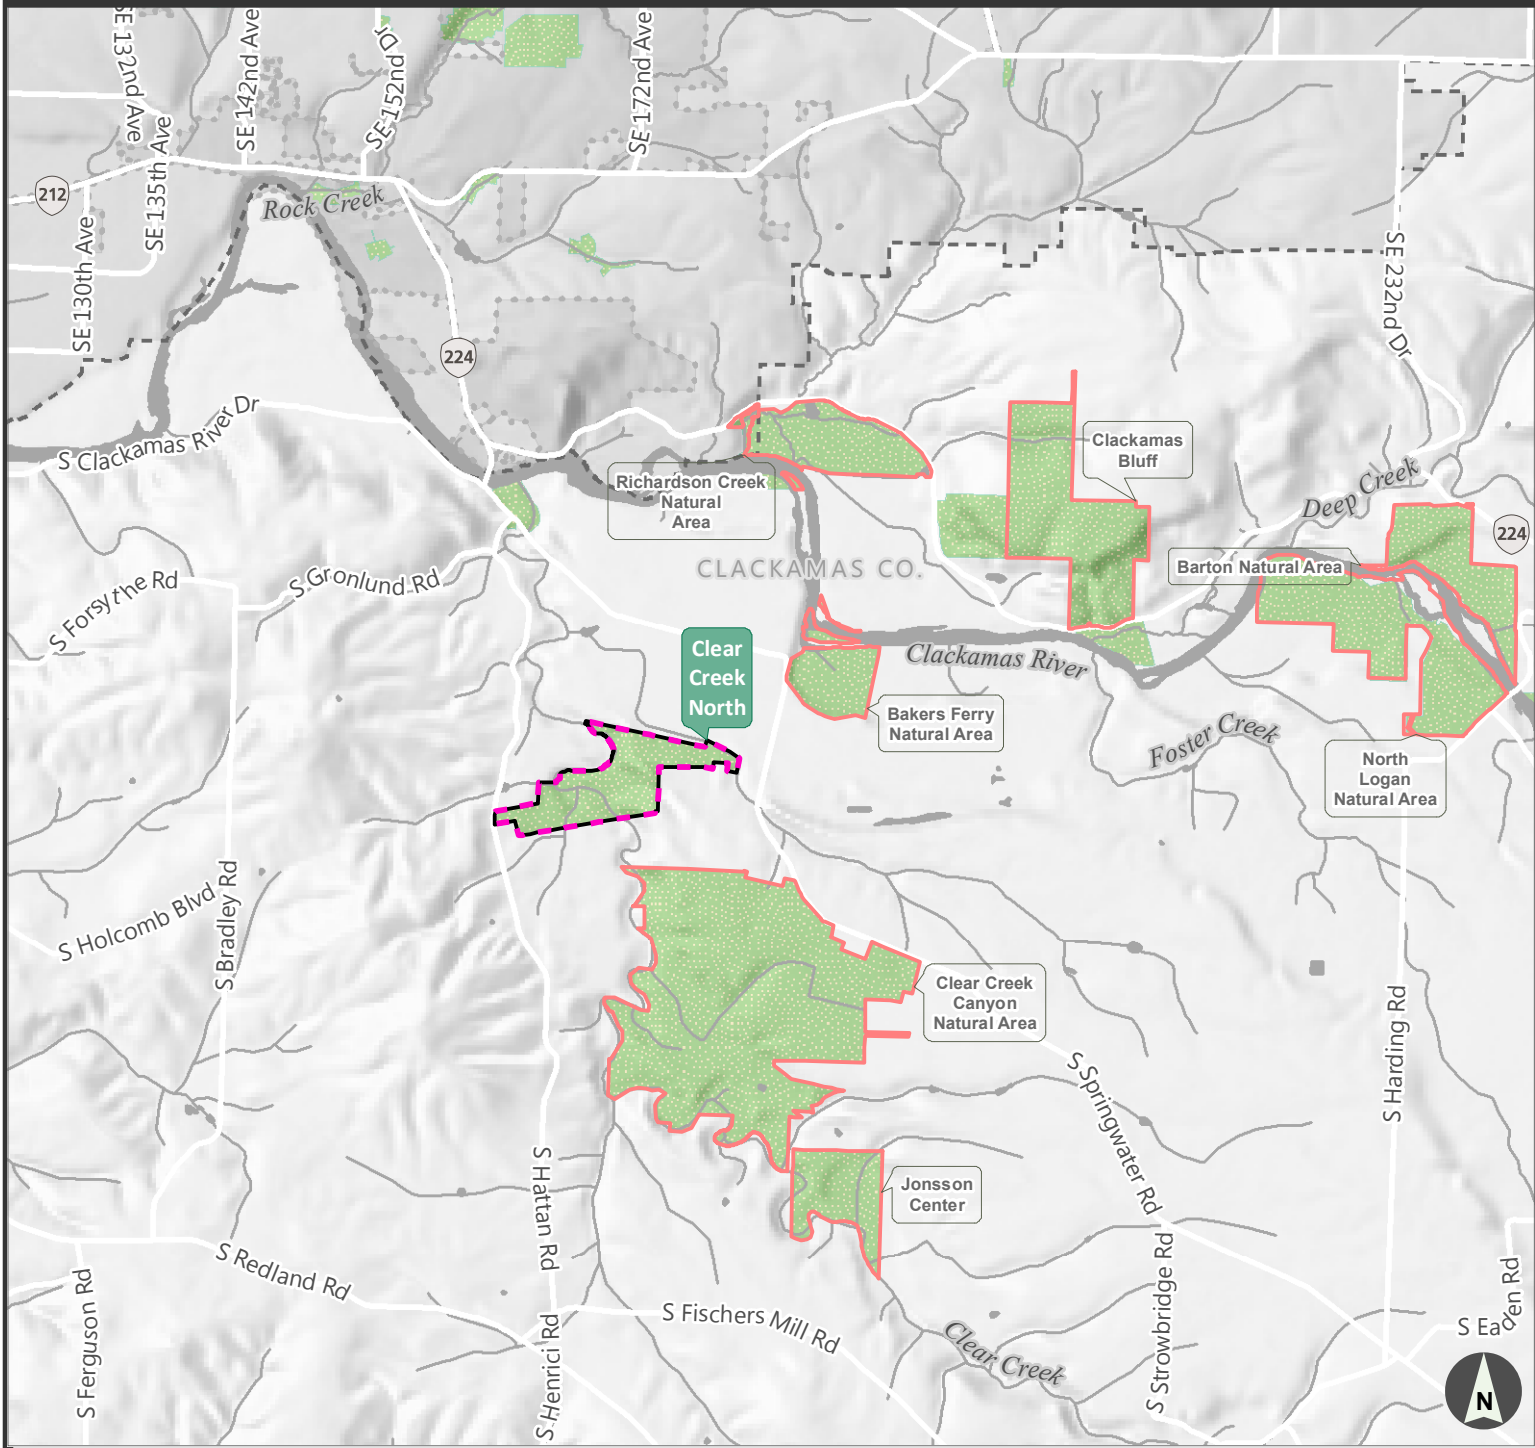 SE 132nd Ave
SE 142nd Ave
SE 152nd Dr
SE 172nd Ave
SE 135th Ave
212
Rock Creek
SE 130th Ave
SE 232nd Dr
224
S Clackamas River Dr
Clackamas
Bluff
Richardson Creek
Natural
Area
Deep Creek
224
CLACKAMAS CO.
Barton Natural Area
S Forsythe Rd
S Gronlund Rd
Clear
Creek
North
Clackamas River
Bakers Ferry
Natural Area
Foster Creek
North
Logan
Natural Area
S Holcomb Blvd
S Bradley Rd
Clear Creek
Canyon
Natural Area
S Harding Rd
S Springwater Rd
S Hattan Rd
Jonsson
Center
S Redland Rd
S Ferguson Rd
S Fischers Mill Rd
S Henrici Rd
Clear Creek
S Strowbridge Rd
S Eaden Rd
N